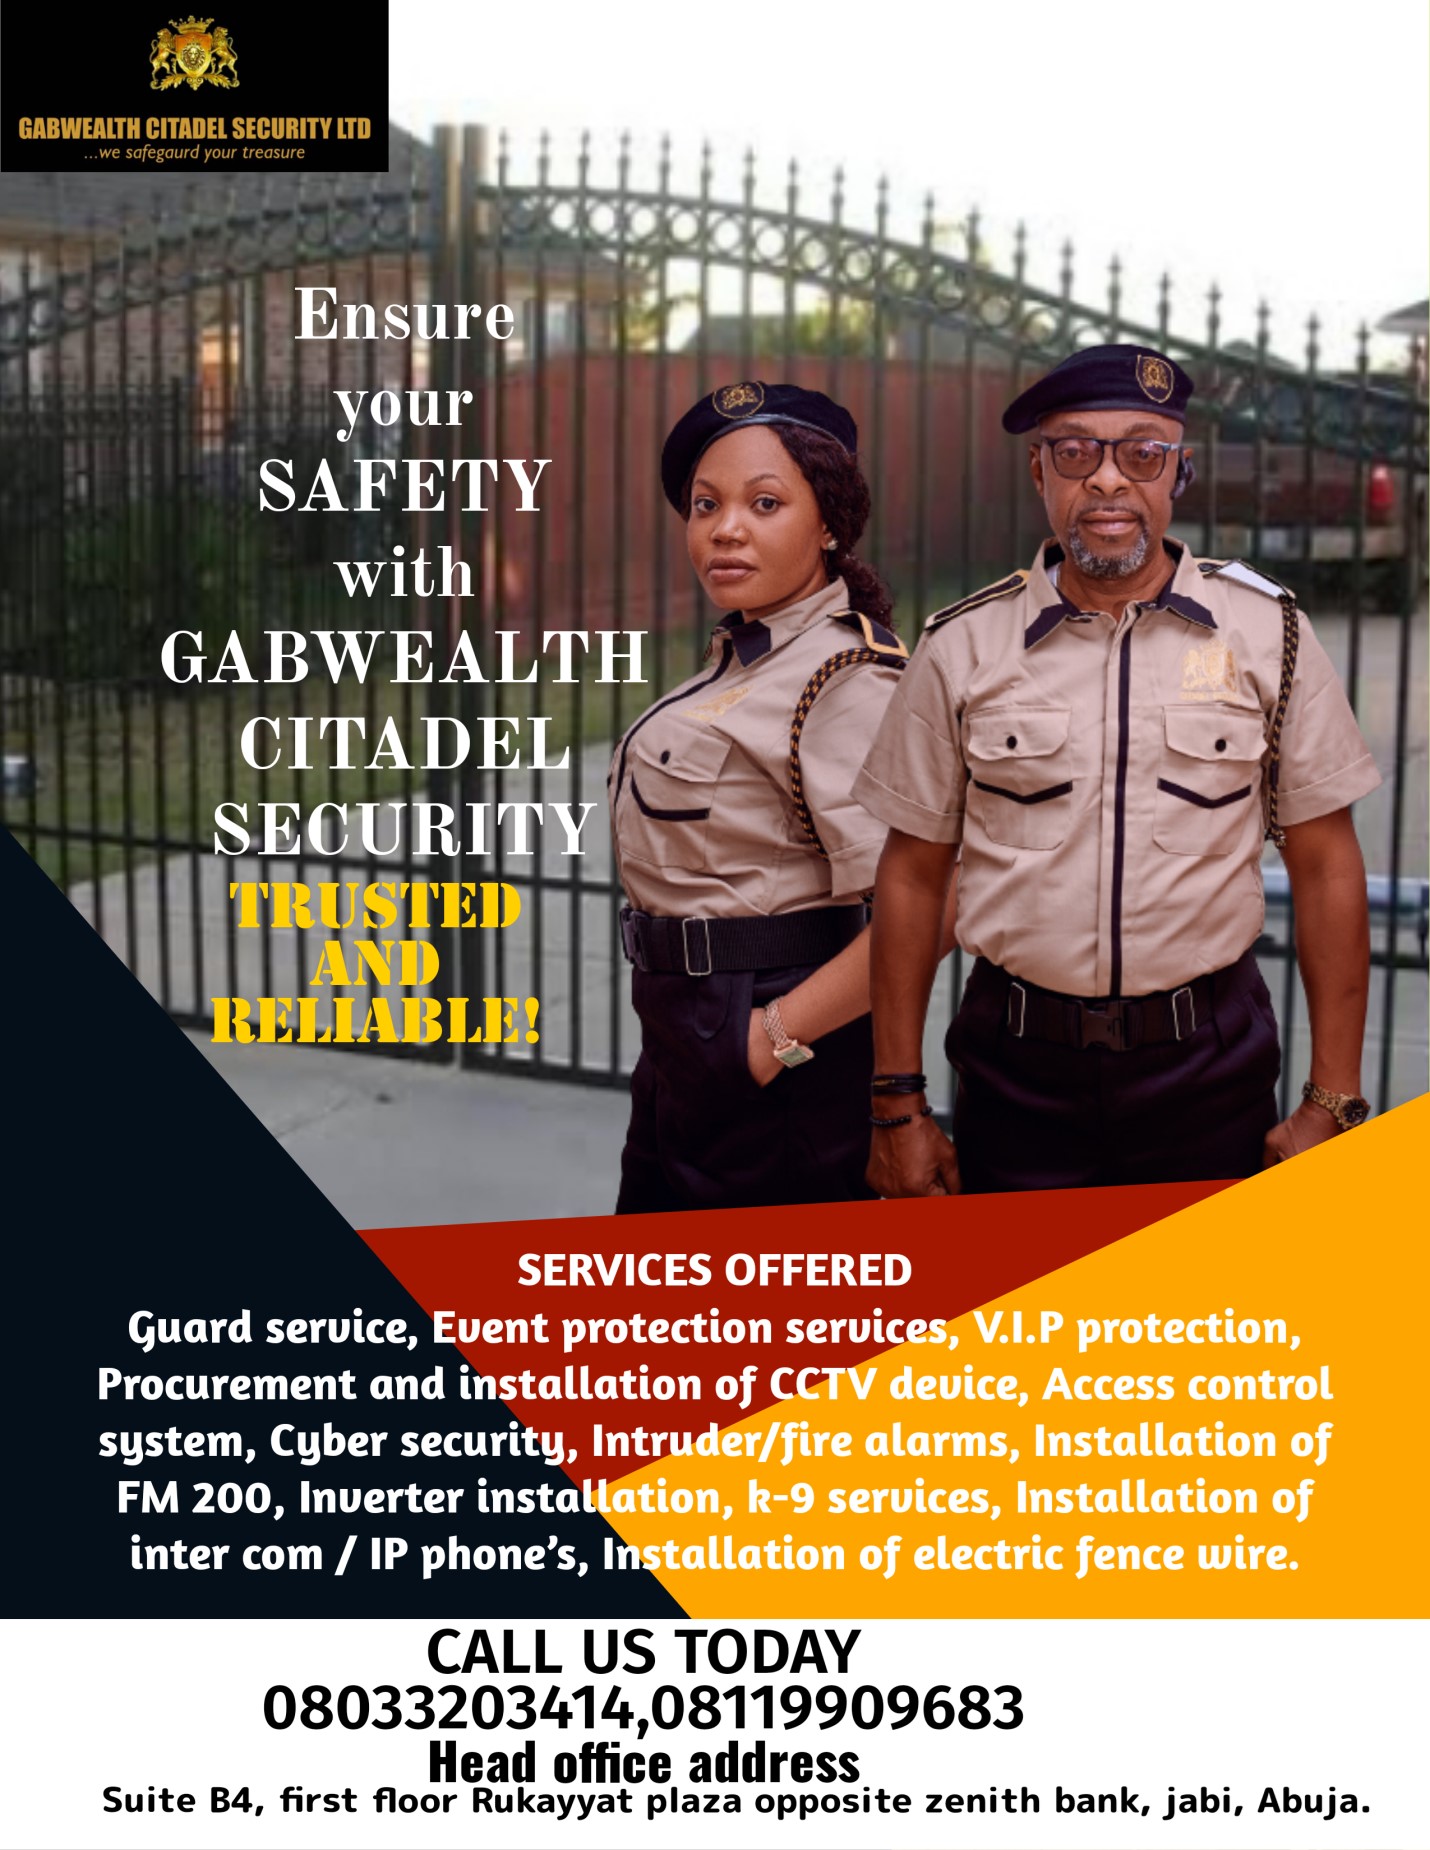 GABWEALTH CITADEL SECURITY LTD
...we safegaurd your treasure
Ensure
your
SAFETY
with
GABWEALTH
CITADEL
SECURITY
TRUSTED
AND
RELIABLE!
SERVICES OFFERED
Guard service, Event protection services, V.I.P protection,
Procurement and installation of CCTV device, Access control
system, Cyber security, Intruder/fire alarms, Installation of
FM 200, Inverter installation, k-9 services, Installation of
inter com / IP phone's, Installation of electric fence wire.
CALL US TODAY
08033203414,08119909683
Head office address
Suite B4, first floor Rukayyat plaza opposite zenith bank, jabi, Abuja.